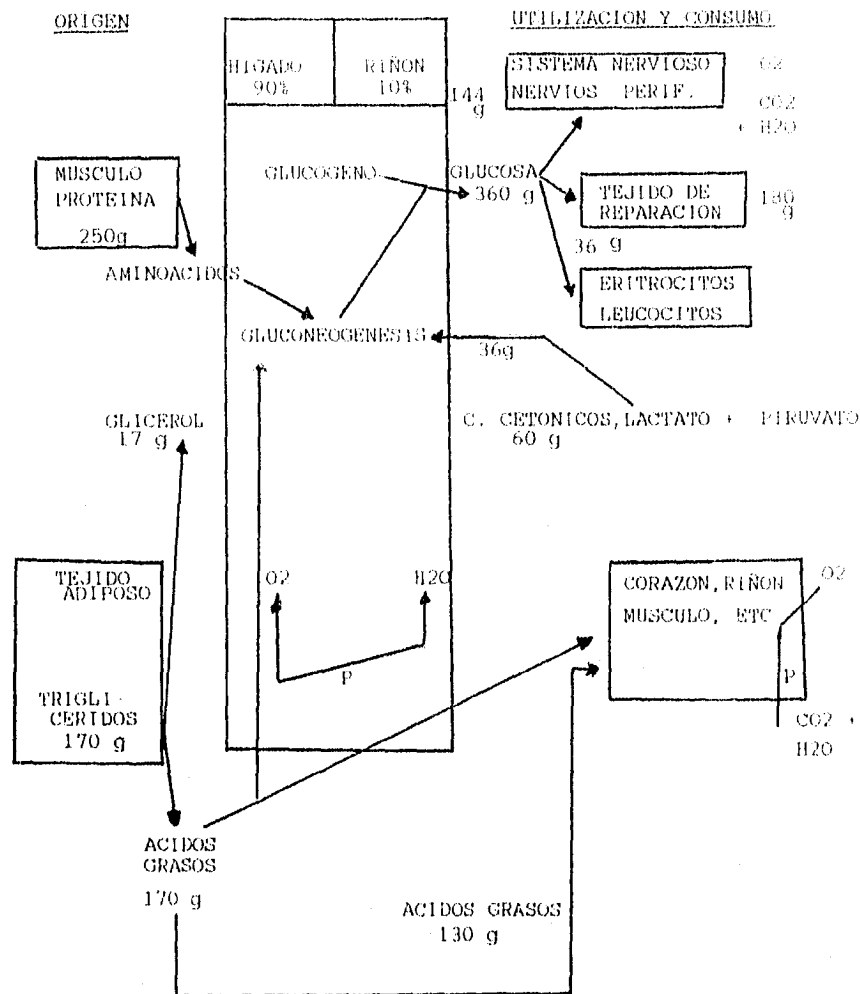 ORIGEN
UTILIZACION Y CONSUMO
HIGADO
90%
RIÑON
10%
144
g
SISTEMA NERVIOSO
NERVIOS PERIF.
O2
CO2
+ H2O
MUSCULO
PROTEINA
250g
AMINOACIDOS
GLUCOGENO
GLUCOSA
360 g
TEJIDO DE
REPARACION
180
g
36 g
ERITROCITOS
LEUCOCITOS
GLUCONEOGENESIS
36g
GLICEROL
17 g
C. CETONICOS, LACTATO + PIRUVATO
60 g
TEJIDO
ADIPOSO
TRIGLI-
CERIDOS
170 g
O2
H2O
P
CORAZON, RIÑON
MUSCULO, ETC
O2
P
CO2 +
H2O
ACIDOS
GRASOS
170 g
ACIDOS GRASOS
130 g